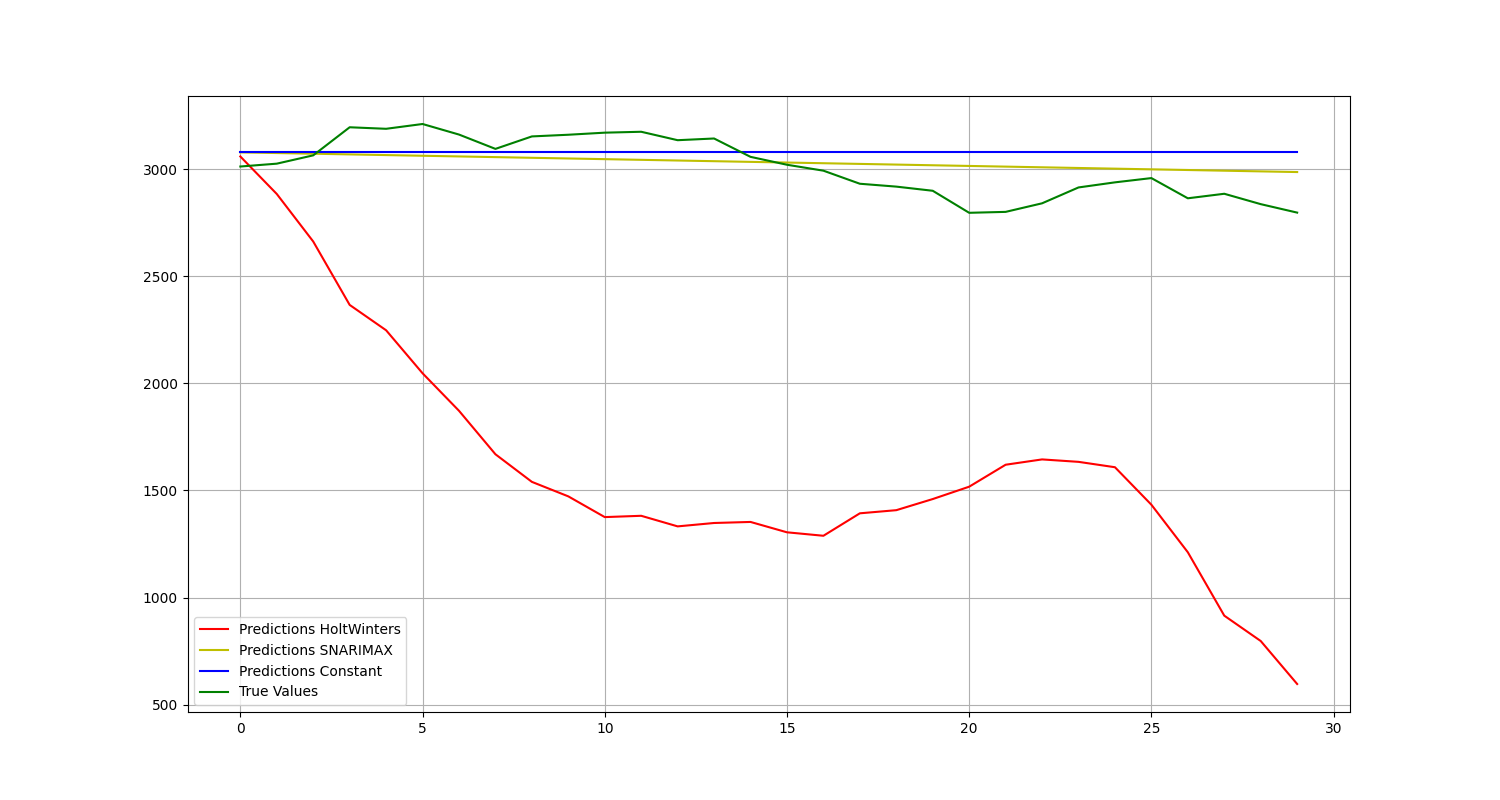 3000
2500
2000
1500
1000
500
Predictions HoltWinters
Predictions SNARIMAX
Predictions Constant
True Values
0 5 10 15 20 25 30